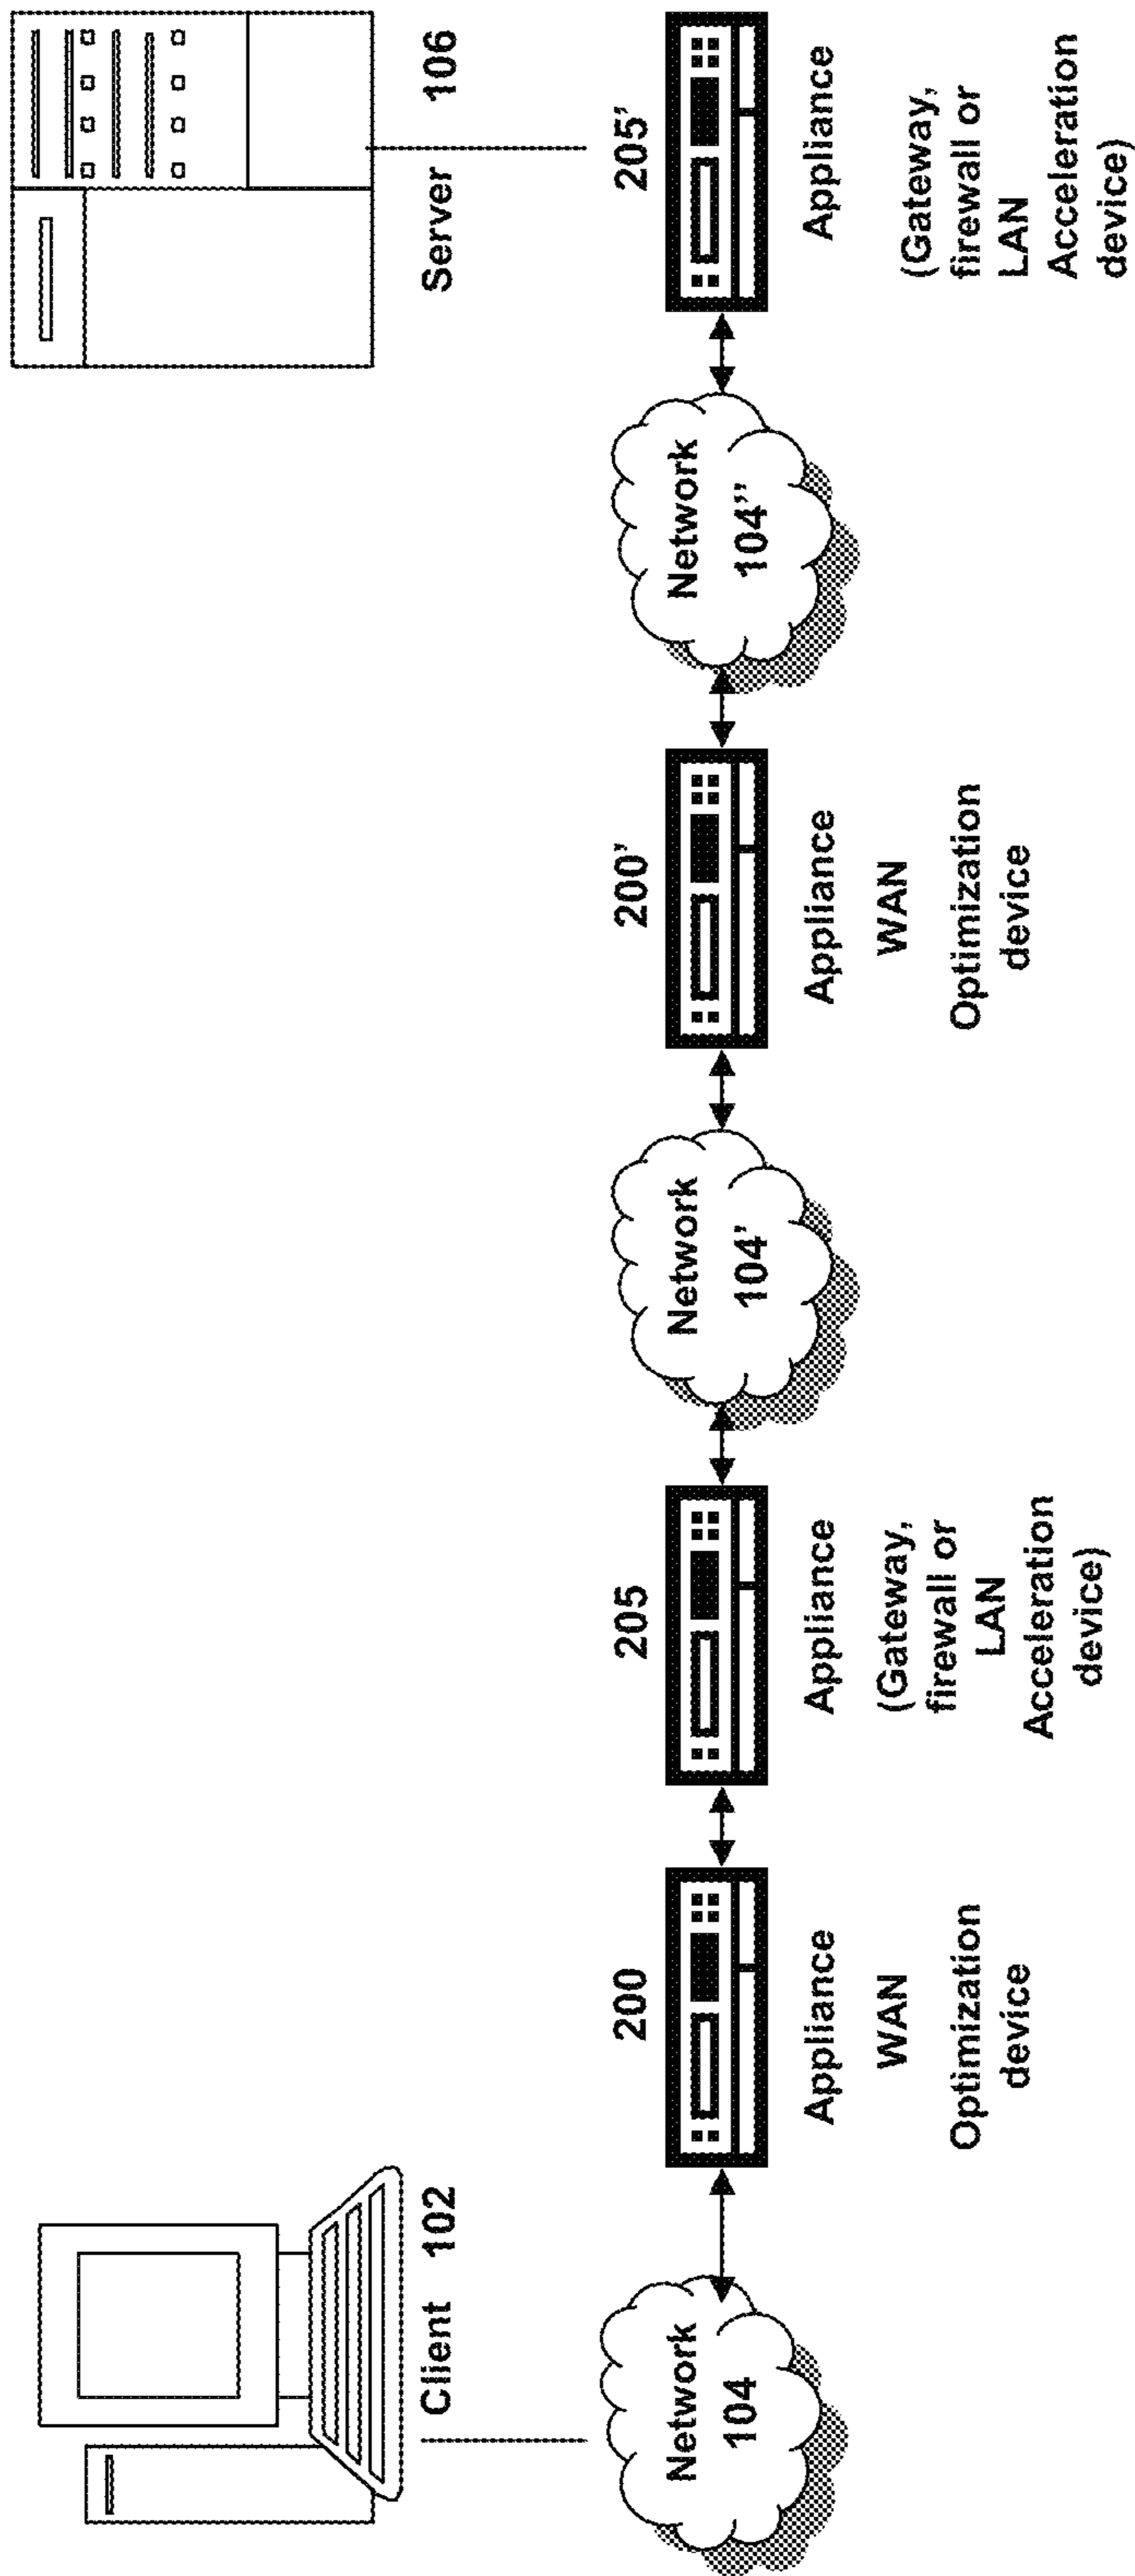 Client 102
Server 106
Network
104
200
Appliance
WAN
Optimization
device
205
Appliance
(Gateway,
firewall or
LAN
Acceleration
device)
Network
104'
200'
Appliance
WAN
Optimization
device
Network
104''
205'
Appliance
(Gateway,
firewall or
LAN
Acceleration
device)